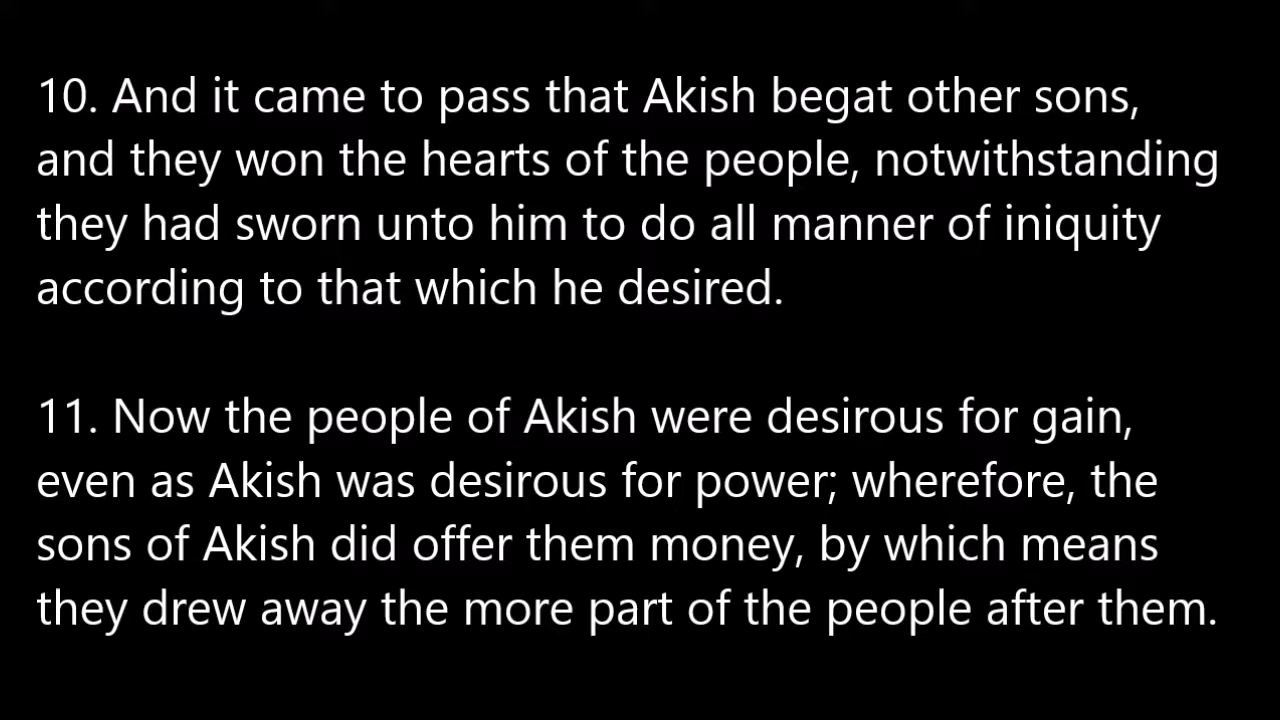 10. And it came to pass that Akish begat other sons,
and they won the hearts of the people, notwithstanding
they had sworn unto him to do all manner of iniquity
according to that which he desired.
11. Now the people of Akish were desirous for gain,
even as Akish was desirous for power; wherefore, the
sons of Akish did offer them money, by which means
they drew away the more part of the people after them.